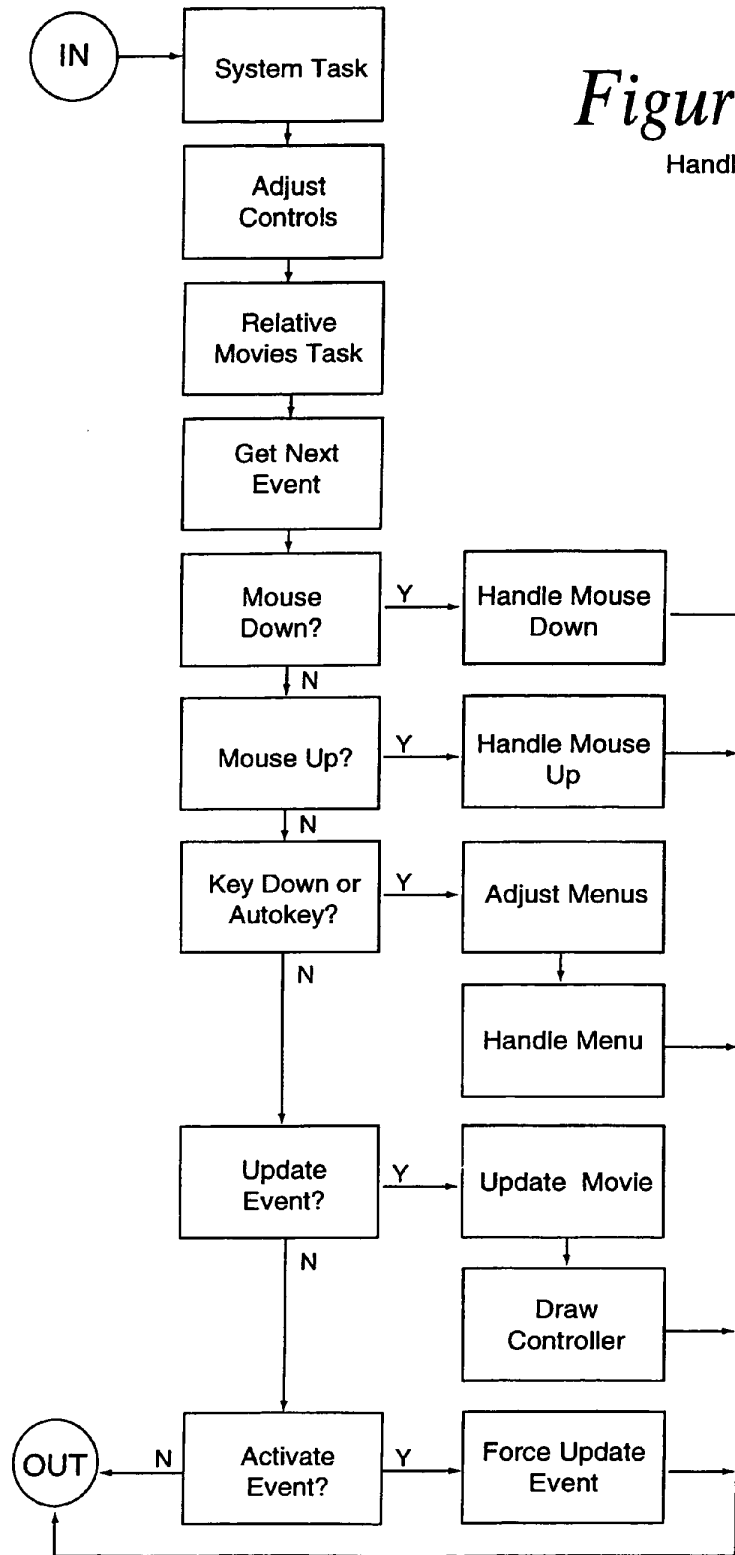 IN
System Task
Figur
Handl
Adjust
Controls
Relative
Movies Task
Get Next
Event
Mouse
Down?
Y
Handle Mouse
Down
N
Mouse Up?
Y
Handle Mouse
Up
N
Key Down or
Autokey?
Y
Adjust Menus
N
Handle Menu
Update
Event?
Y
Update Movie
N
Draw
Controller
OUT
N
Activate
Event?
Y
Force Update
Event